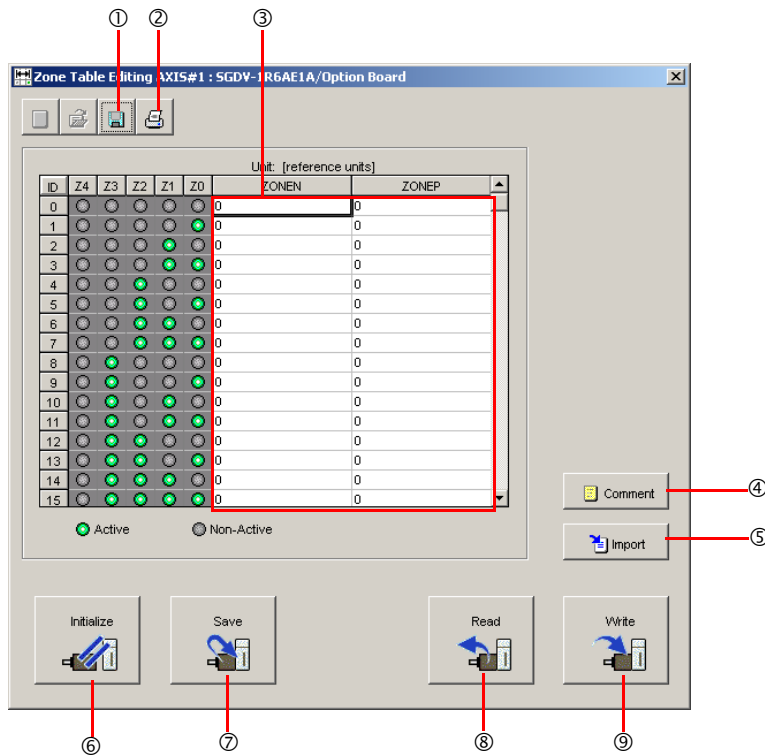 ① ② ③
Zone Table Editing AXIS#1 : SGDV-1R6AE1A/Option Board
Unit: [reference units]
ID Z4 Z3 Z2 Z1 Z0 ZONEN ZONEP
0 0 0
1 0 0
2 0 0
3 0 0
4 0 0
5 0 0
6 0 0
7 0 0
8 0 0
9 0 0
10 0 0
11 0 0
12 0 0
13 0 0
14 0 0
15 0 0
Comment ④
Active Non-Active
Import ⑤
Initialize Save Read Write
⑥ ⑦ ⑧ ⑨